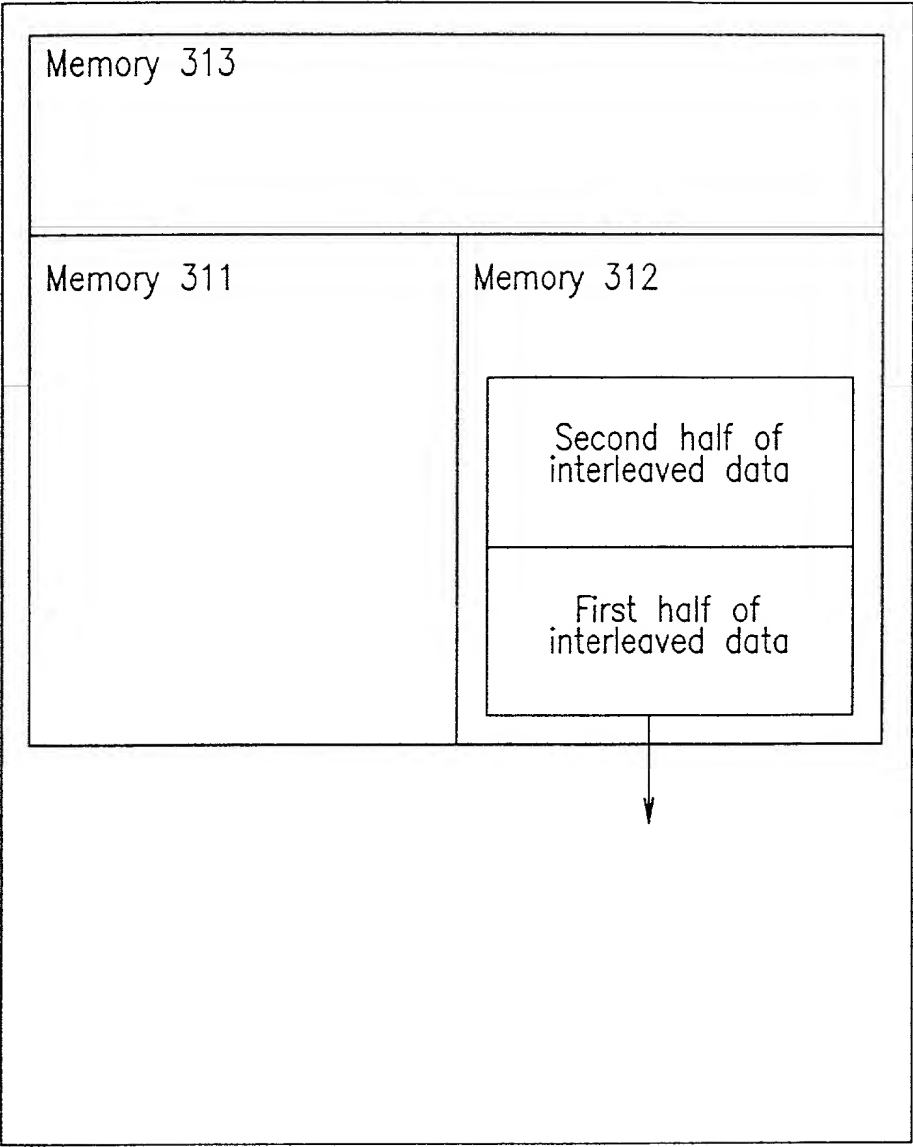 Memory 313
Memory 311
Memory 312
Second half of
interleaved data
First half of
interleaved data